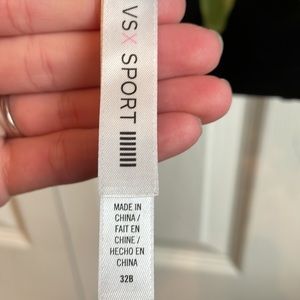 VSX SPORT
MADE IN
CHINA /
FAIT EN
CHINE /
HECHO EN
CHINA
32B